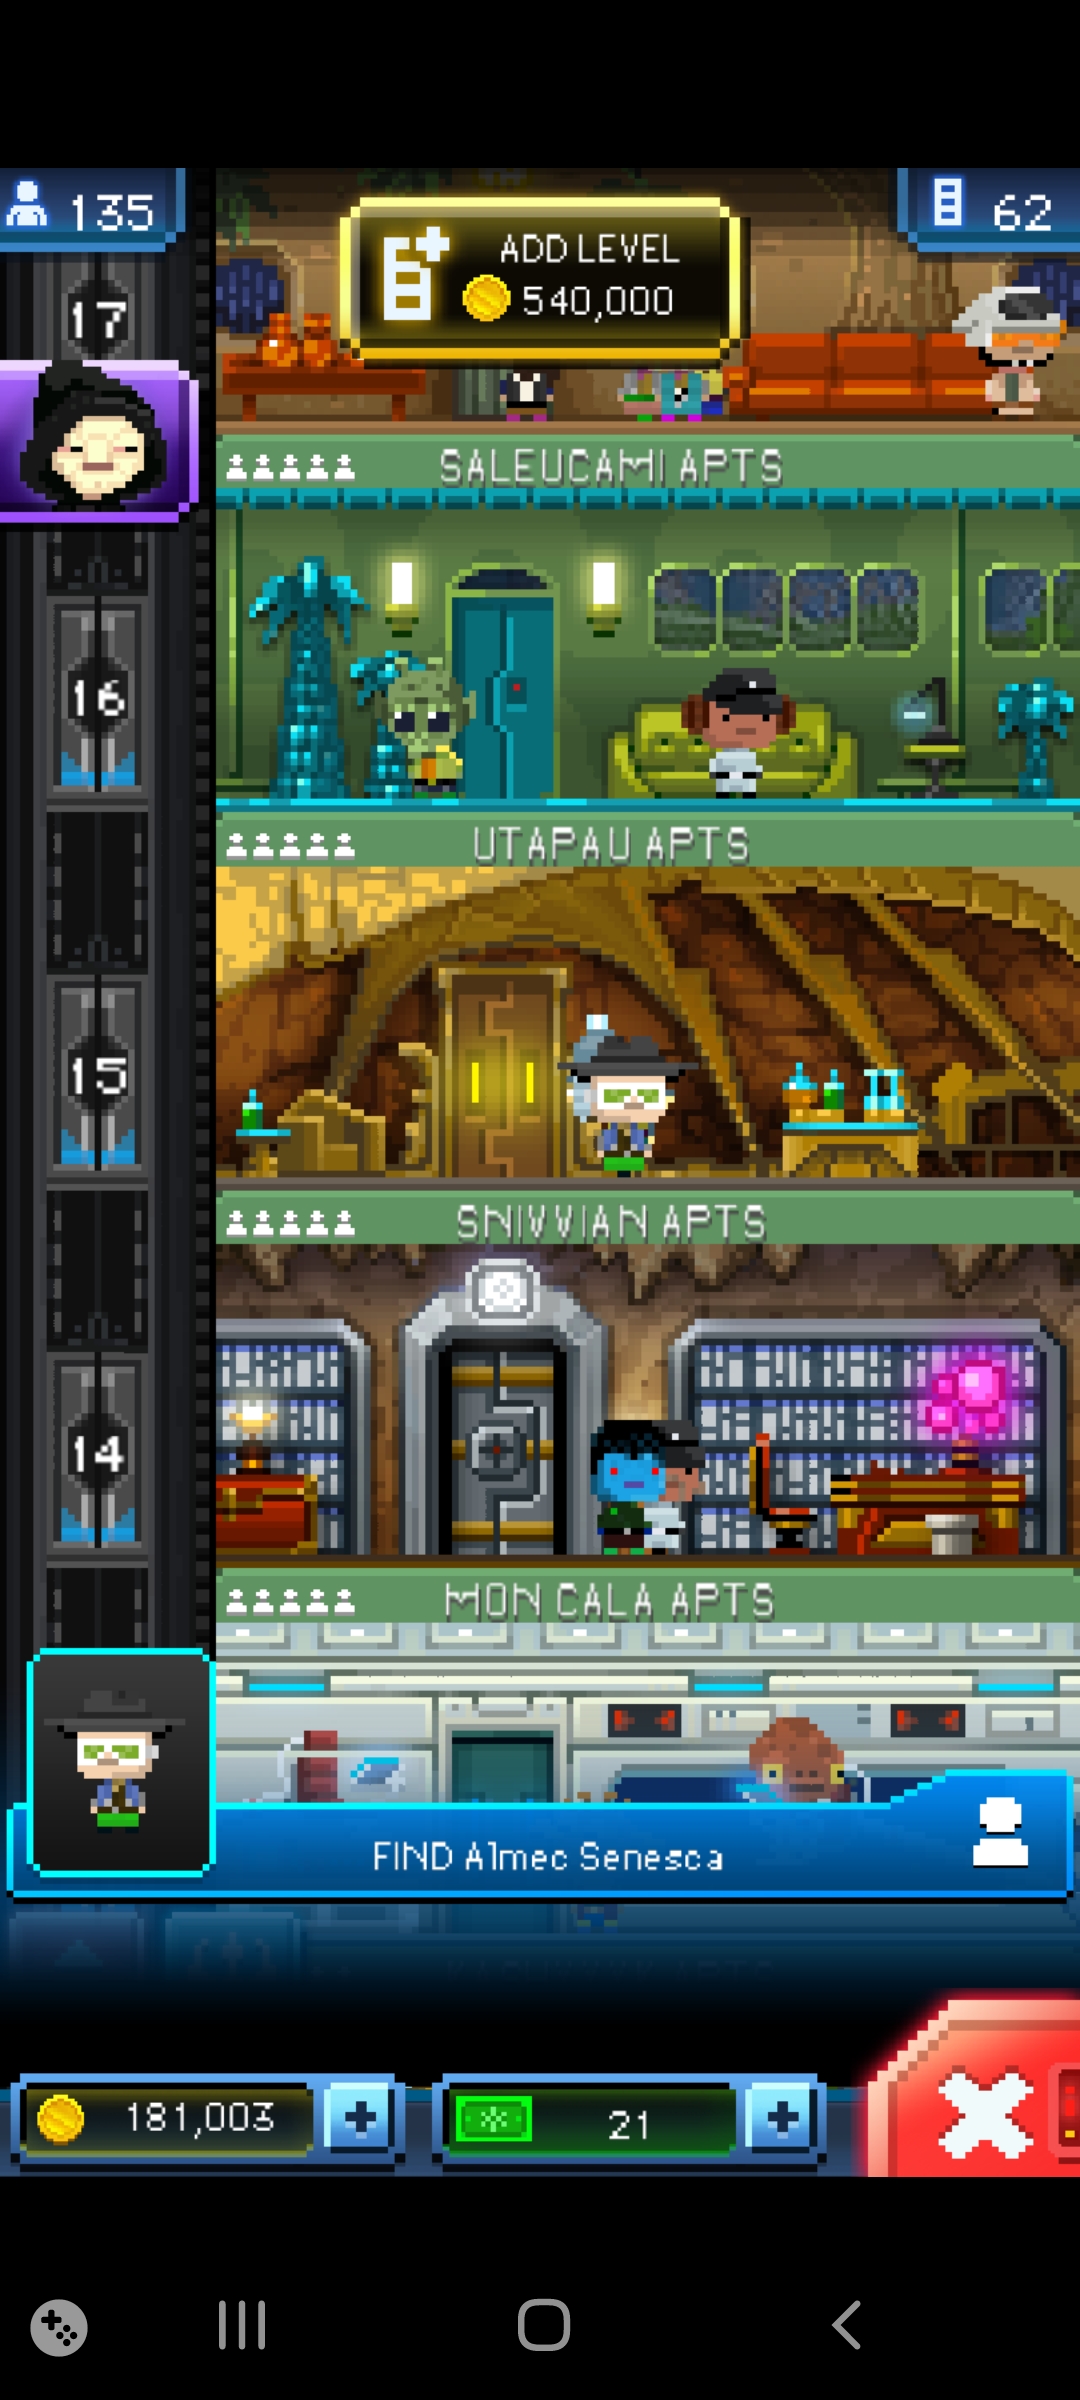 135
ADD LEVEL
540,000
62
17
SALEUCAMI APTS
16
UTAPAU APTS
15
SNIVVIAN APTS
14
MON CALA APTS
FIND Almec Senesca
181,003
21